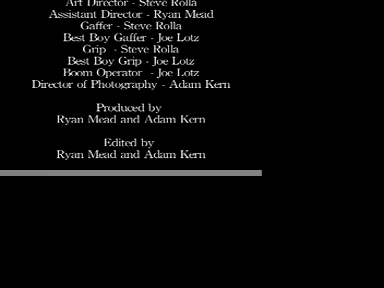 Art Director - Steve Rolla
Assistant Director - Ryan Mead
Gaffer - Steve Rolla
Best Boy Gaffer - Joe Lotz
Grip - Steve Rolla
Best Boy Grip - Joe Lotz
Boom Operator - Joe Lotz
Director of Photography - Adam Kern
Produced by
Ryan Mead and Adam Kern
Edited by
Ryan Mead and Adam Kern